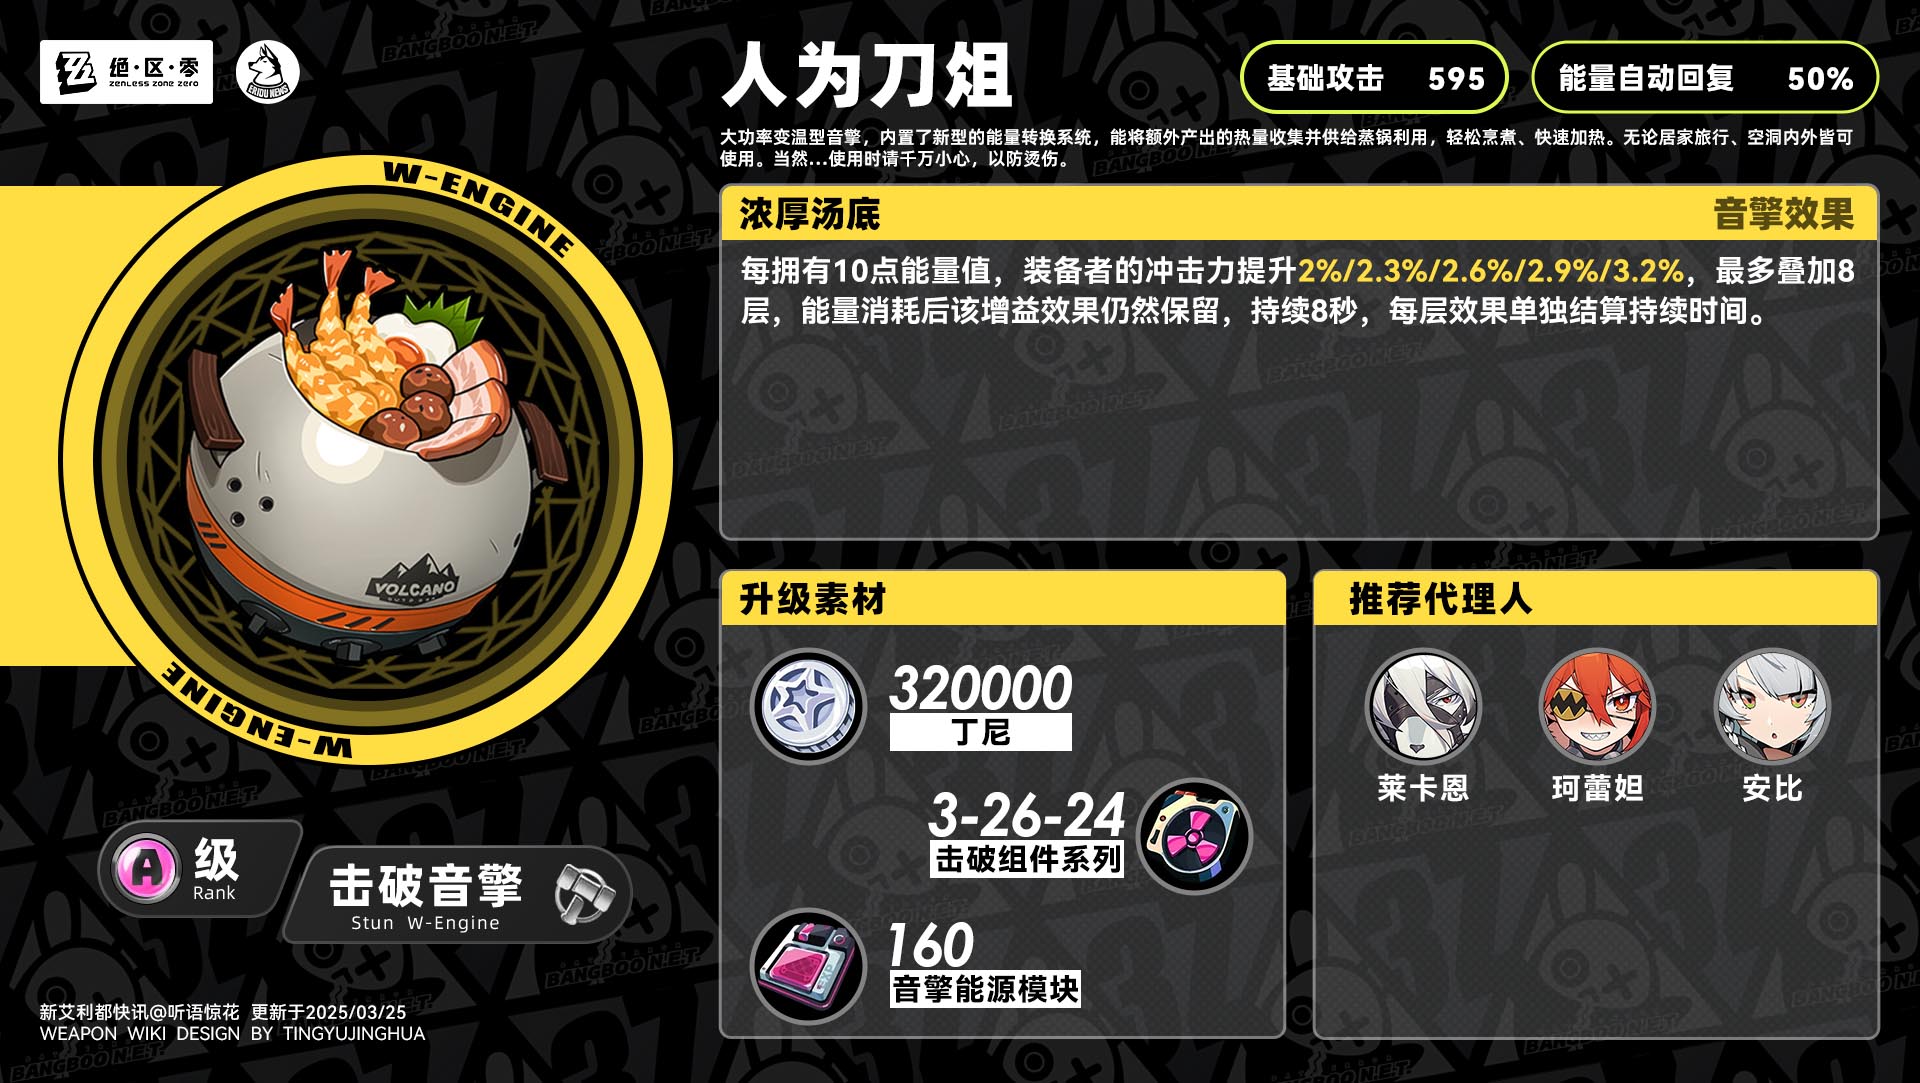 绝·区·零
ZENLESS ZONE ZERO
ERIDU NEWS
人为刀俎
基础攻击 595
能量自动回复 50%
大功率变温型音擎，内置了新型的能量转换系统，能将额外产出的热量收集并供给蒸锅利用，轻松烹煮、快速加热。无论居家旅行、空洞内外皆可
使用。当然...使用时请千万小心，以防烫伤。
W-ENGINE
浓厚汤底
音擎效果
每拥有10点能量值，装备者的冲击力提升2%/2.3%/2.6%/2.9%/3.2%，最多叠加8
层，能量消耗后该增益效果仍然保留，持续8秒，每层效果单独结算持续时间。
VOLCANO
W-ENGINE
升级素材
320000
丁尼
3-26-24
击破组件系列
160
音擎能源模块
推荐代理人
莱卡恩
珂蕾妲
安比
A
级
Rank
击破音擎
Stun W-Engine
新艾利都快讯@听语惊花 更新于2025/03/25
WEAPON WIKI DESIGN BY TINGYUJINGHUA
BANGBOO N.E.T.